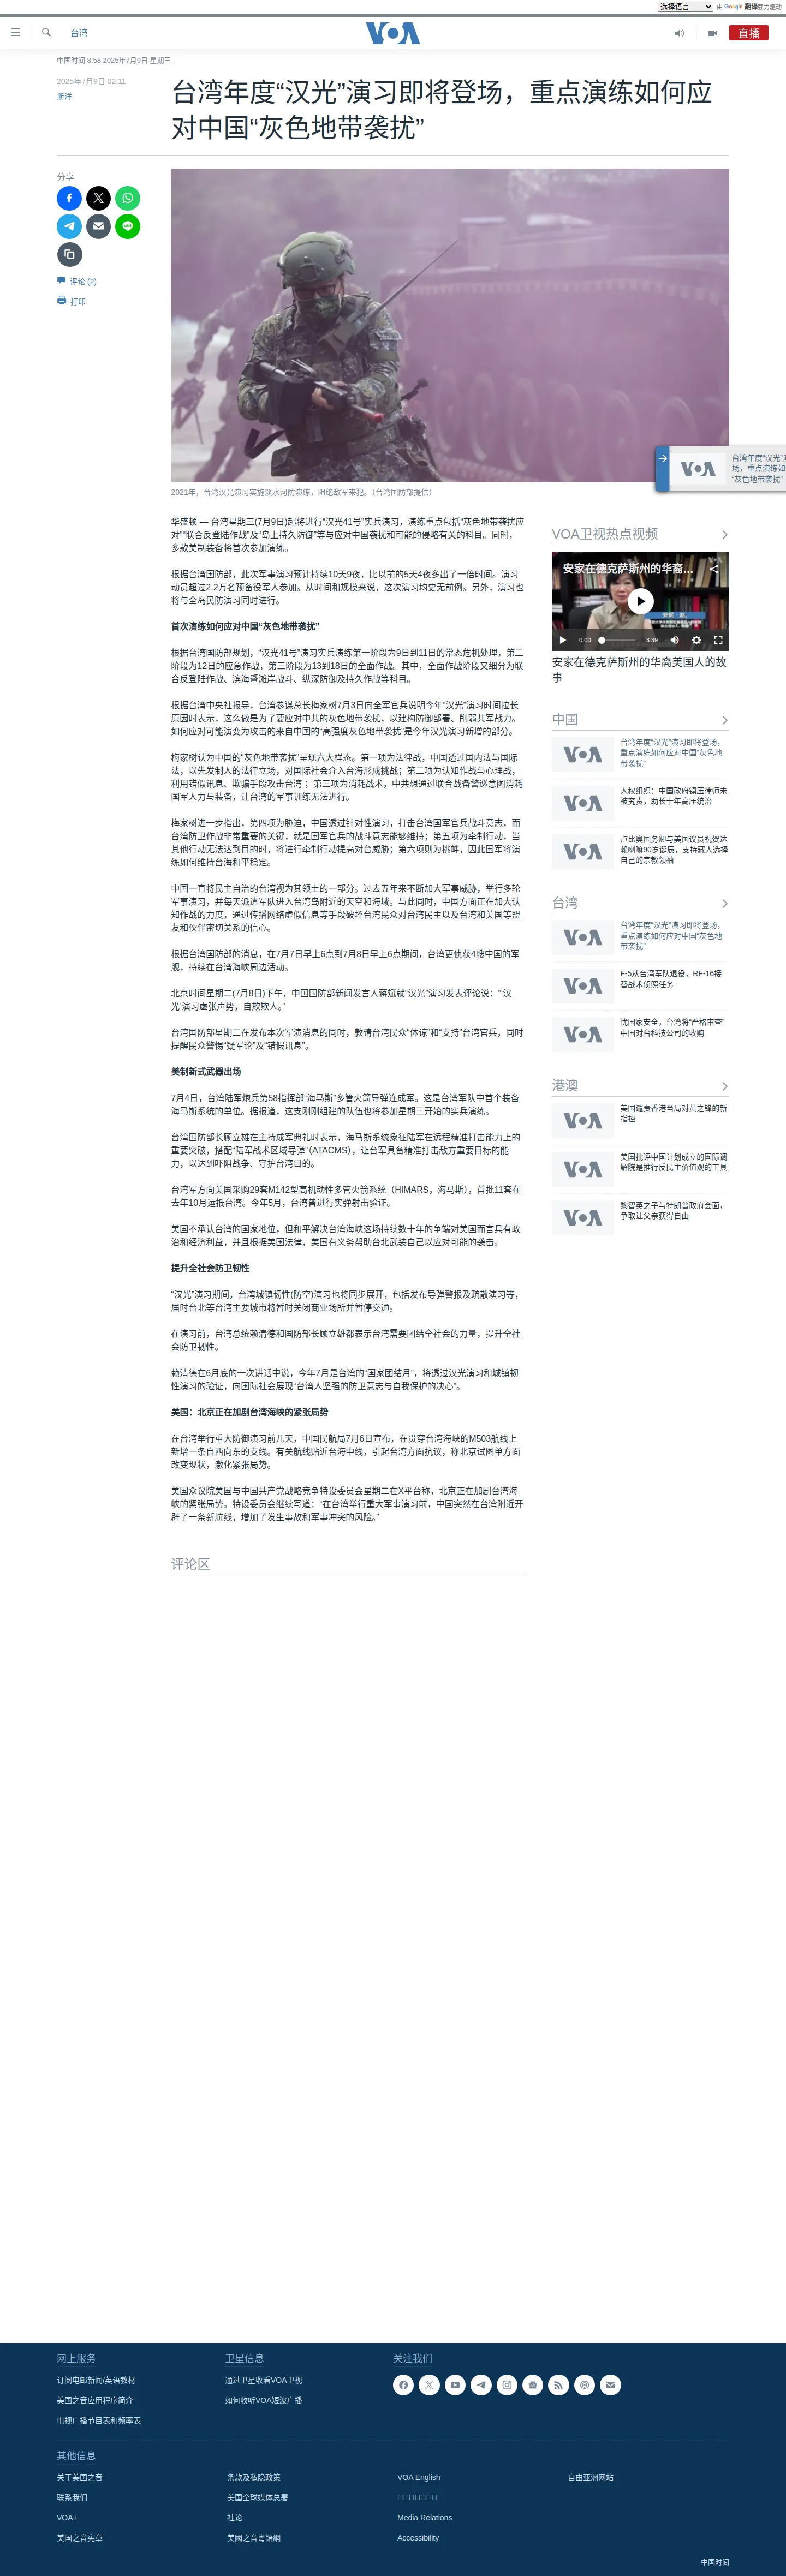 选择语言 由 Google 翻译强力驱动
台湾
VOA
直播
中国时间 8:58 2025年7月9日 星期三
2025年7月9日 02:11
斯洋
台湾年度“汉光”演习即将登场，重点演练如何应
对中国“灰色地带袭扰”
分享
评论 (2)
打印
2021年，台湾汉光演习实施淡水河防演练，阻绝敌军来犯。（台湾国防部提供）
台湾年度“汉光”演
场，重点演练如
“灰色地带袭扰”
华盛顿 — 台湾星期三(7月9日)起将进行“汉光41号”实兵演习，演练重点包括“灰色地带袭扰应
对”“联合反登陆作战”及“岛上持久防御”等与应对中国袭扰和可能的侵略有关的科目。同时，
多款美制装备将首次参加演练。
根据台湾国防部，此次军事演习预计持续10天9夜，比以前的5天4夜多出了一倍时间。演习
动员超过2.2万名预备役军人参加。从时间和规模来说，这次演习均史无前例。另外，演习也
将与全岛民防演习同时进行。
首次演练如何应对中国“灰色地带袭扰”
根据台湾国防部规划，“汉光41号”演习实兵演练第一阶段为9日到11日的常态危机处理，第二
阶段为12日的应急作战，第三阶段为13到18日的全面作战。其中，全面作战阶段又细分为联
合反登陆作战、滨海暨滩岸战斗、纵深防御及持久作战等科目。
根据台湾中央社报导，台湾参谋总长梅家树7月3日向全军官兵说明今年“汉光”演习时间拉长
原因时表示，这么做是为了要应对中共的灰色地带袭扰，以建构防御部署、削弱共军战力。
如何应对可能演变为攻击的来自中国的“高强度灰色地带袭扰”是今年汉光演习新增的部分。
梅家树认为中国的“灰色地带袭扰”呈现六大样态。第一项为法律战，中国透过国内法与国际
法，以先发制人的法律立场，对国际社会介入台海形成挑战；第二项为认知作战与心理战，
利用错假讯息、欺骗手段攻击台湾 ；第三项为消耗战术，中共想通过联合战备警巡意图消耗
国军人力与装备，让台湾的军事训练无法进行。
梅家树进一步指出，第四项为胁迫，中国透过针对性演习，打击台湾国军官兵战斗意志，而
台湾防卫作战非常重要的关键，就是国军官兵的战斗意志能够维持；第五项为牵制行动，当
其他行动无法达到目的时，将进行牵制行动提高对台威胁；第六项则为挑衅，因此国军将演
练如何维持台海和平稳定。
中国一直将民主自治的台湾视为其领土的一部分。过去五年来不断加大军事威胁，举行多轮
军事演习，并每天派遣军队进入台湾岛附近的天空和海域。与此同时，中国方面正在加大认
知作战的力度，通过传播网络虚假信息等手段破坏台湾民众对台湾民主以及台湾和美国等盟
友和伙伴密切关系的信心。
根据台湾国防部的消息，在7月7日早上6点到7月8日早上6点期间，台湾更侦获4艘中国的军
舰，持续在台湾海峡周边活动。
北京时间星期二(7月8日)下午，中国国防部新闻发言人蒋斌就“汉光”演习发表评论说：“‘汉
光’演习虚张声势，自欺欺人。”
台湾国防部星期二在发布本次军演消息的同时，敦请台湾民众“体谅”和“支持”台湾官兵，同时
提醒民众警惕“疑军论”及“错假讯息”。
美制新式武器出场
7月4日，台湾陆军炮兵第58指挥部“海马斯”多管火箭导弹连成军。这是台湾军队中首个装备
海马斯系统的单位。据报道，这支刚刚组建的队伍也将参加星期三开始的实兵演练。
台湾国防部长顾立雄在主持成军典礼时表示，海马斯系统象征陆军在远程精准打击能力上的
重要突破，搭配“陆军战术区域导弹”（ATACMS），让台军具备精准打击敌方重要目标的能
力，以达到吓阻战争、守护台湾目的。
台湾军方向美国采购29套M142型高机动性多管火箭系统（HIMARS，海马斯），首批11套在
去年10月运抵台湾。今年5月，台湾曾进行实弹射击验证。
美国不承认台湾的国家地位，但和平解决台湾海峡这场持续数十年的争端对美国而言具有政
治和经济利益，并且根据美国法律，美国有义务帮助台北武装自己以应对可能的袭击。
提升全社会防卫韧性
“汉光”演习期间，台湾城镇韧性(防空)演习也将同步展开，包括发布导弹警报及疏散演习等，
届时台北等台湾主要城市将暂时关闭商业场所并暂停交通。
在演习前，台湾总统赖清德和国防部长顾立雄都表示台湾需要团结全社会的力量，提升全社
会防卫韧性。
赖清德在6月底的一次讲话中说，今年7月是台湾的“国家团结月”，将透过汉光演习和城镇韧
性演习的验证，向国际社会展现“台湾人坚强的防卫意志与自我保护的决心”。
美国：北京正在加剧台湾海峡的紧张局势
在台湾举行重大防御演习前几天，中国民航局7月6日宣布，在贯穿台湾海峡的M503航线上
新增一条自西向东的支线。有关航线贴近台海中线，引起台湾方面抗议，称北京试图单方面
改变现状，激化紧张局势。
美国众议院美国与中国共产党战略竞争特设委员会星期二在X平台称，北京正在加剧台湾海
峡的紧张局势。特设委员会继续写道：“在台湾举行重大军事演习前，中国突然在台湾附近开
辟了一条新航线，增加了发生事故和军事冲突的风险。”
评论区
VOA卫视热点视频
安家在德克萨斯州的华裔…
0:00 3:39
安家在德克萨斯州的华裔美国人的故
事
中国
台湾年度“汉光”演习即将登场，
重点演练如何应对中国“灰色地
带袭扰”
人权组织：中国政府镇压律师未
被究责，助长十年高压统治
卢比奥国务卿与美国议员祝贺达
赖喇嘛90岁诞辰，支持藏人选择
自己的宗教领袖
台湾
台湾年度“汉光”演习即将登场，
重点演练如何应对中国“灰色地
带袭扰”
F-5从台湾军队退役，RF-16接
替战术侦照任务
忧国家安全，台湾将“严格审查”
中国对台科技公司的收购
港澳
美国谴责香港当局对黄之锋的新
指控
美国批评中国计划成立的国际调
解院是推行反民主价值观的工具
黎智英之子与特朗普政府会面，
争取让父亲获得自由
网上服务
订阅电邮新闻/英语教材
美国之音应用程序简介
电视广播节目表和频率表
卫星信息
通过卫星收看VOA卫视
如何收听VOA短波广播
关注我们
其他信息
关于美国之音
联系我们
VOA+
美国之音宪章
条款及私隐政策
美国全球媒体总署
社论
美國之音粵語網
VOA English
Media Relations
Accessibility
自由亚洲网站
中国时间